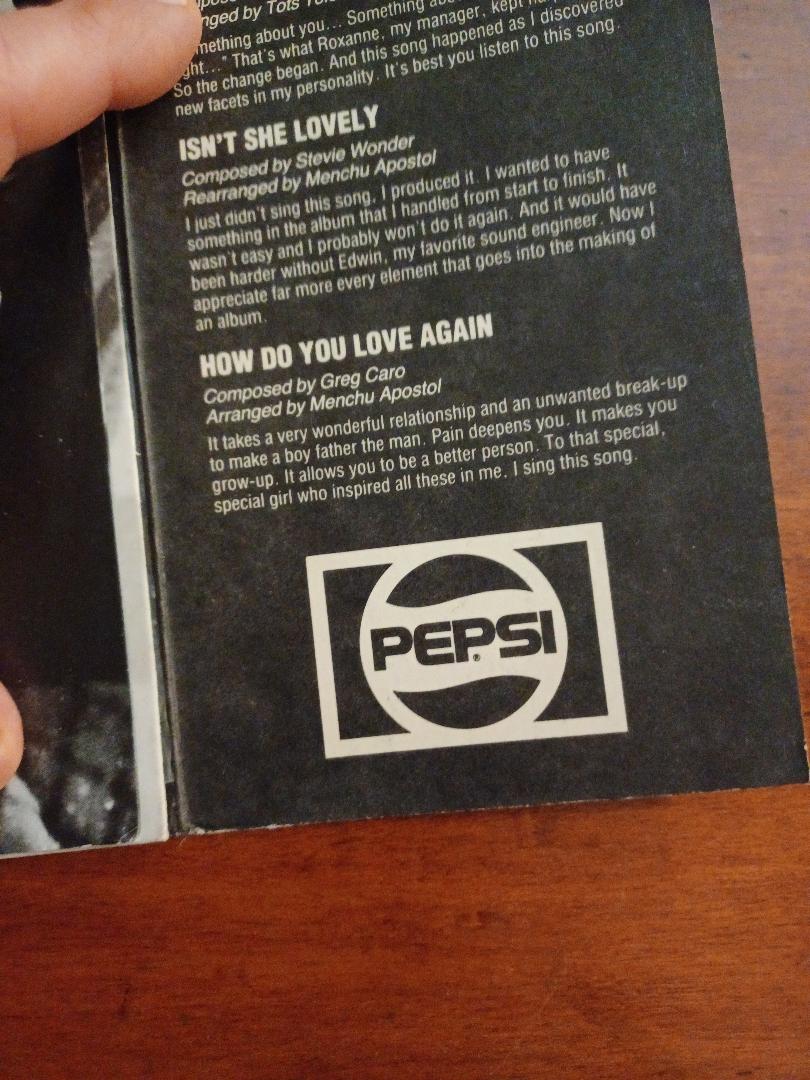 nged by Tots
mething about you... Something
ght..." That's what Roxanne, my manager, kept
So the change began. And this song happened as I discovered
new facets in my personality. It's best you listen to this song.
ISN'T SHE LOVELY
Composed by Stevie Wonder
Rearranged by Menchu Apostol
I just didn't sing this song, I produced it. I wanted to have
something in the album that I handled from start to finish. It
wasn't easy and I probably won't do it again. And it would have
been harder without Edwin, my favorite sound engineer. Now I
appreciate far more every element that goes into the making of
an album.
HOW DO YOU LOVE AGAIN
Composed by Greg Caro
Arranged by Menchu Apostol
It takes a very wonderful relationship and an unwanted break-up
to make a boy father the man. Pain deepens you. It makes you
grow-up. It allows you to be a better person. To that special,
special girl who inspired all these in me. I sing this song.
PEPSI®